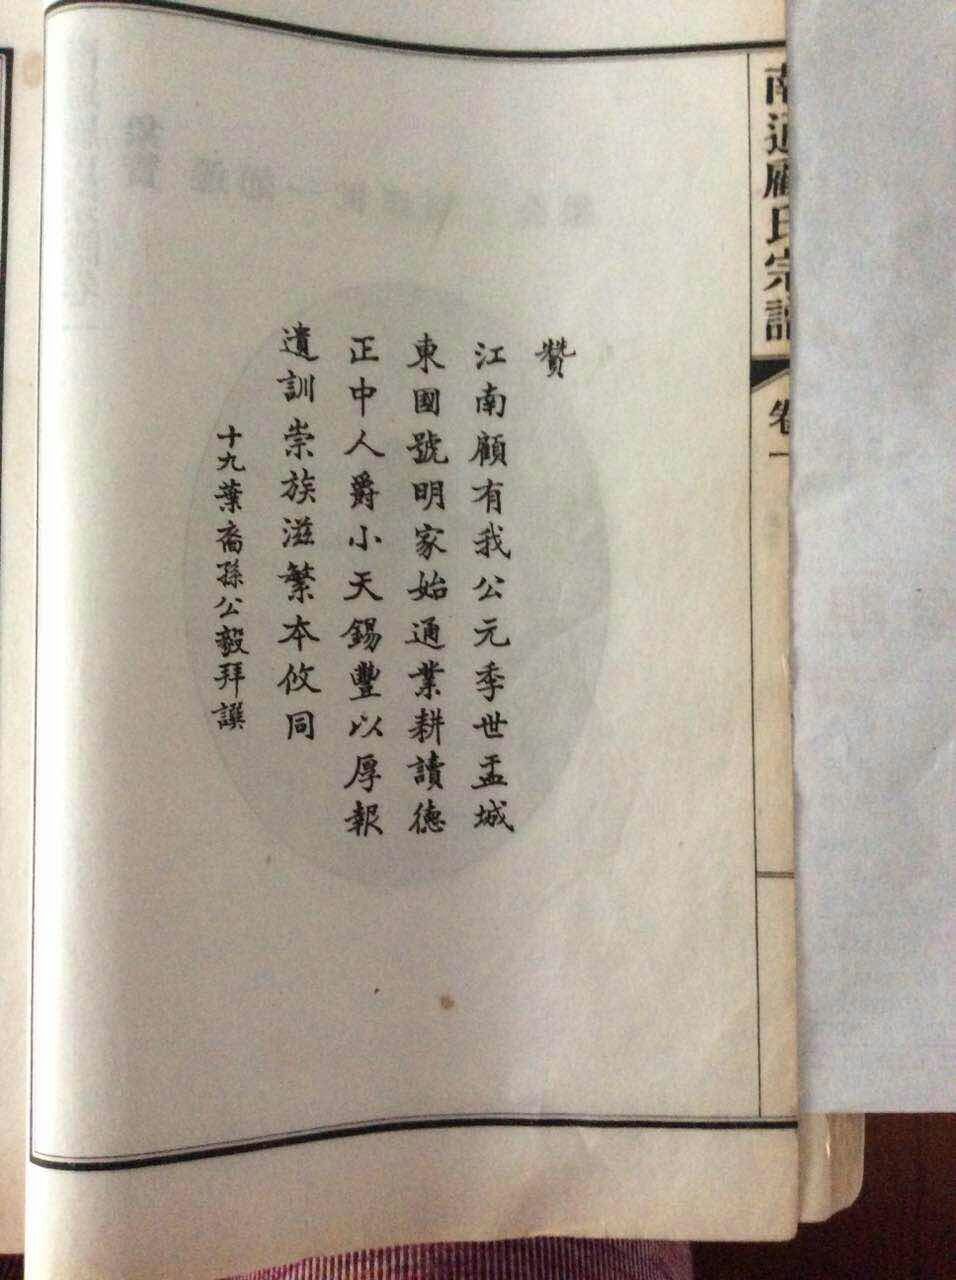 南通顧氏宗譜
卷一
贊
江南顧有我公元季世盂城
東國號明家始通業耕讀德
正中人爵小天錫豐以厚報
遺訓崇族滋繁本攸同
十九葉裔孫公毅拜譔